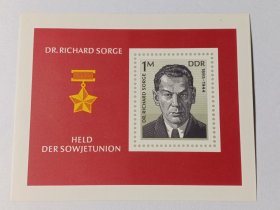 DR. RICHARD SORGE
HELD
DER SOWJETUNION
1M DDR
DR. RICHARD SORGE
1895-1944